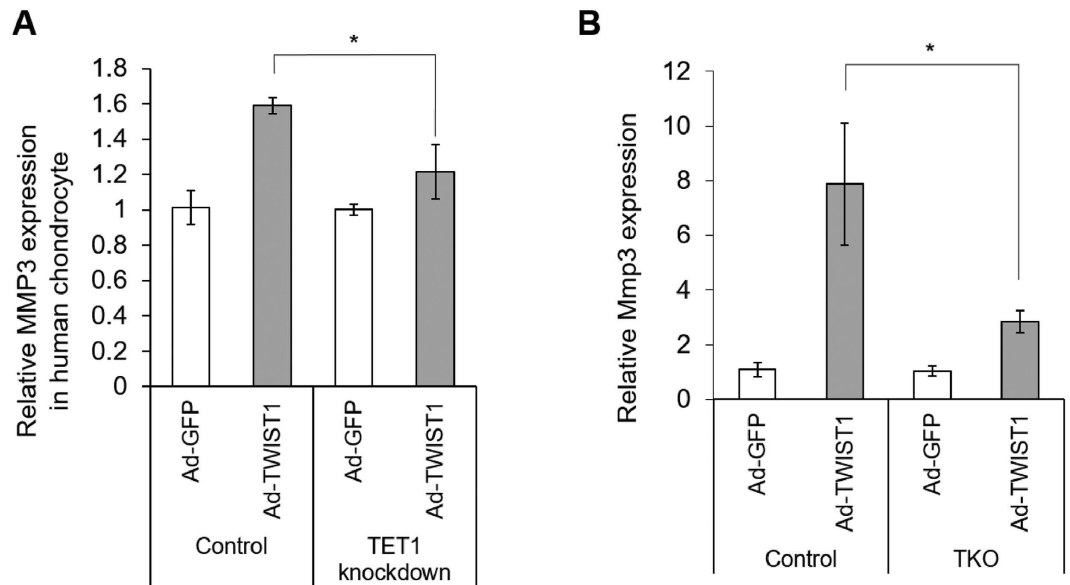 A
Relative MMP3 expression
in human chondrocyte
*
1.8
1.6
1.4
1.2
1
0.8
0.6
0.4
0.2
0
Ad-GFP
Ad-TWIST1
Ad-GFP
Ad-TWIST1
Control
TET1
knockdown
B
Relative Mmp3 expression
*
12
10
8
6
4
2
0
Ad-GFP
Ad-TWIST1
Ad-GFP
Ad-TWIST1
Control
TKO